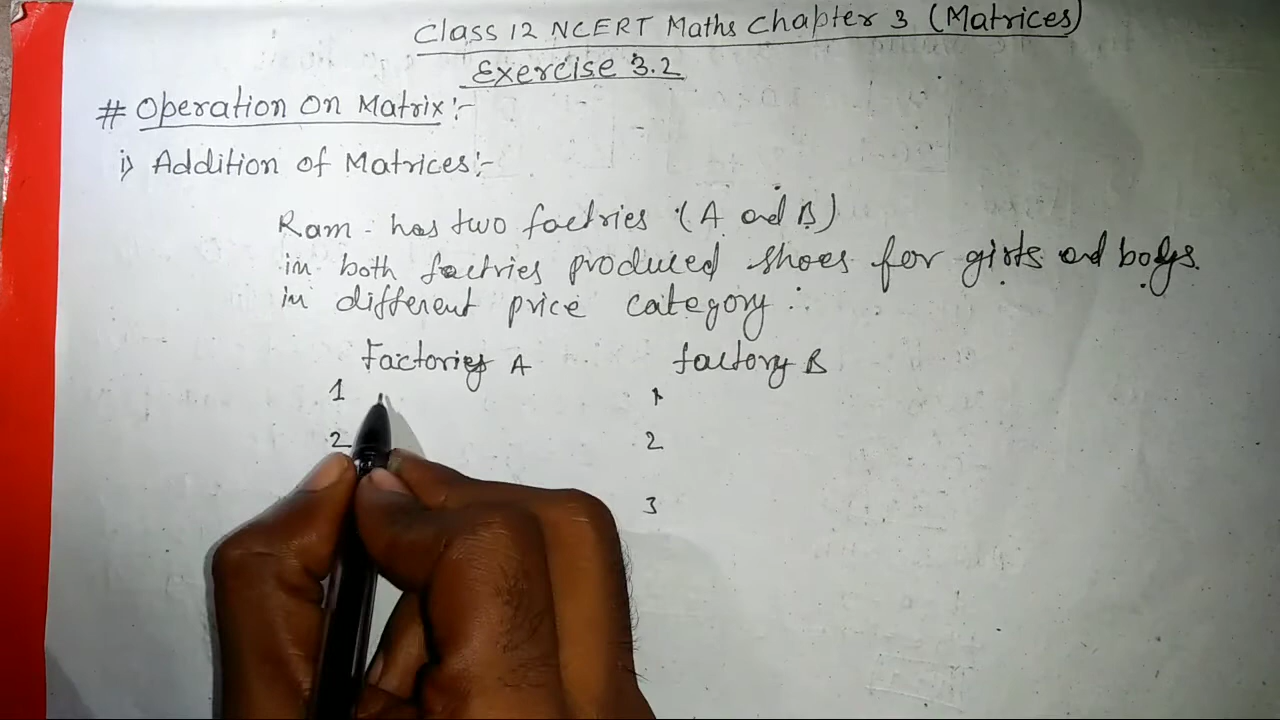 Class 12 NCERT Maths Chapter 3 (Matrices)
Exercise 3.2
# Operation On Matrix:-
i) Addition of Matrices:-
Ram - has two factries (A and B)
in both factries produced shoes for girls and boys.
in different price category :
Factory A factory B
1 1
2 2
3